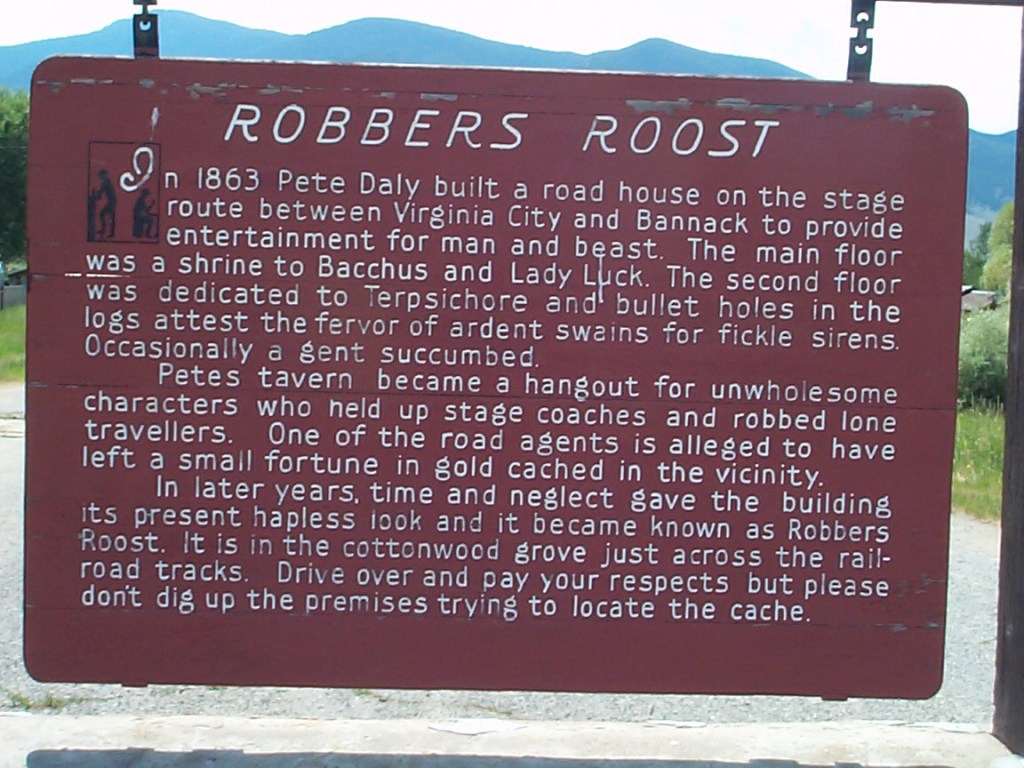 ROBBERS ROOST
In 1863 Pete Daly built a road house on the stage
route between Virginia City and Bannack to provide
entertainment for man and beast. The main floor
was a shrine to Bacchus and Lady Luck. The second floor
was dedicated to Terpsichore and bullet holes in the
logs attest the fervor of ardent swains for fickle sirens.
Occasionally a gent succumbed.
Petes tavern became a hangout for unwholesome
characters who held up stage coaches and robbed lone
travellers. One of the road agents is alleged to have
left a small fortune in gold cached in the vicinity.
In later years, time and neglect gave the building
its present hapless look and it became known as Robbers
Roost. It is in the cottonwood grove just across the rail-
road tracks. Drive over and pay your respects but please
don't dig up the premises trying to locate the cache.